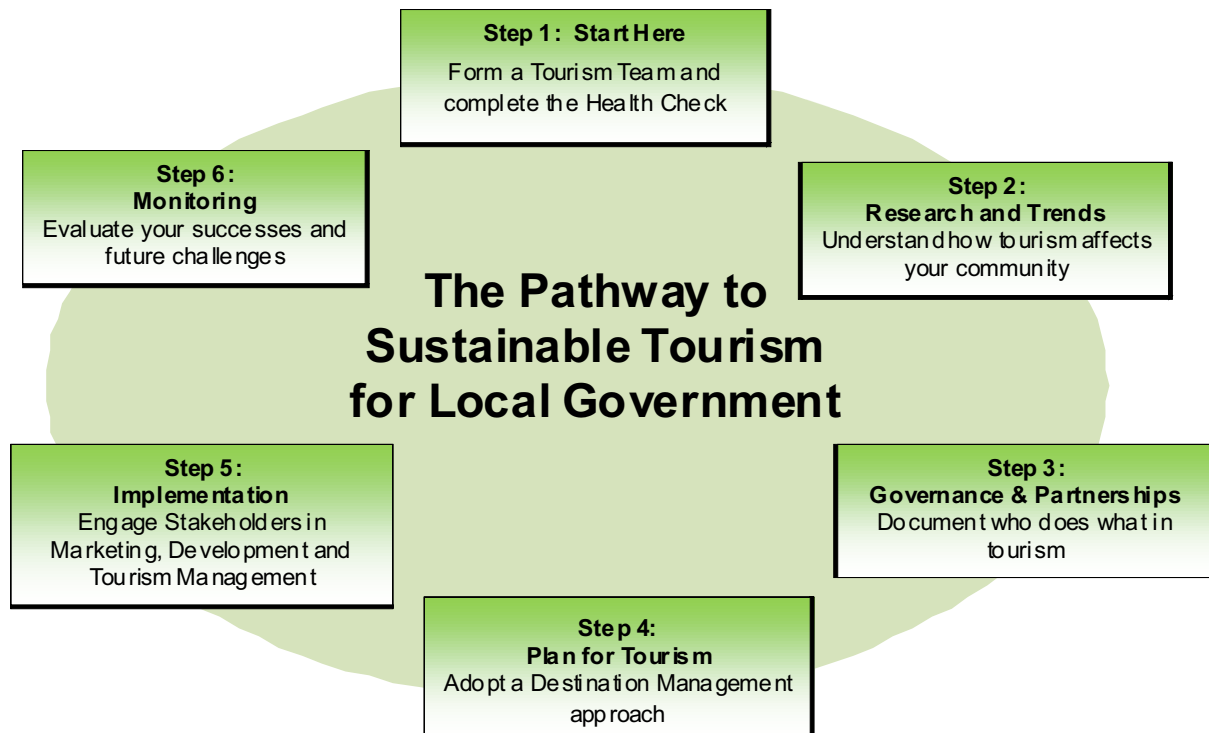 Step 1: Start Here
Form a Tourism Team and
complete the Health Check
Step 2:
Research and Trends
Understand how tourism affects
your community
Step 3:
Governance & Partnerships
Document who does what in
tourism
Step 4:
Plan for Tourism
Adopt a Destination Management
approach
Step 5:
Implementation
Engage Stakeholders in
Marketing, Development and
Tourism Management
Step 6:
Monitoring
Evaluate your successes and
future challenges
The Pathway to
Sustainable Tourism
for Local Government